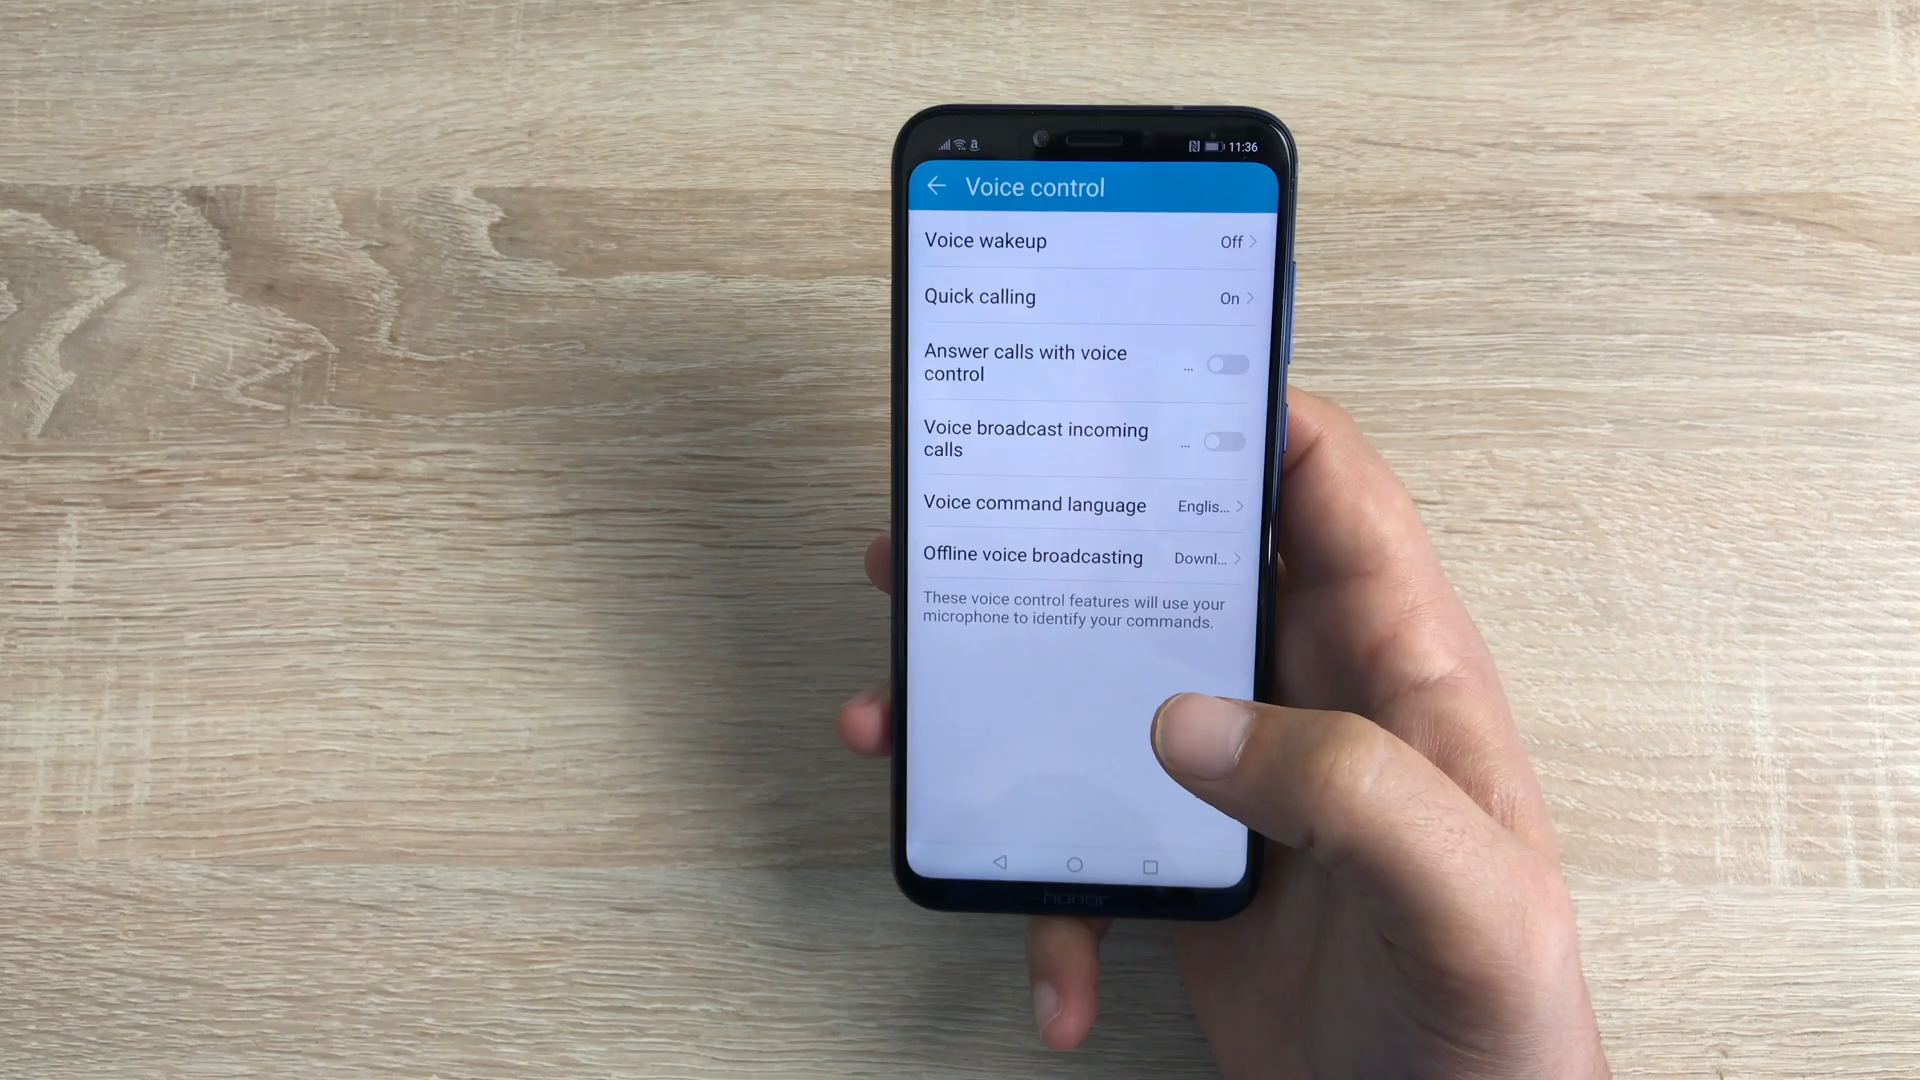 11:36
Voice control
Voice wakeup Off
Quick calling On
Answer calls with voice
control ...
Voice broadcast incoming
calls ...
Voice command language Englis...
Offline voice broadcasting Downl...
These voice control features will use your
microphone to identify your commands.
honor